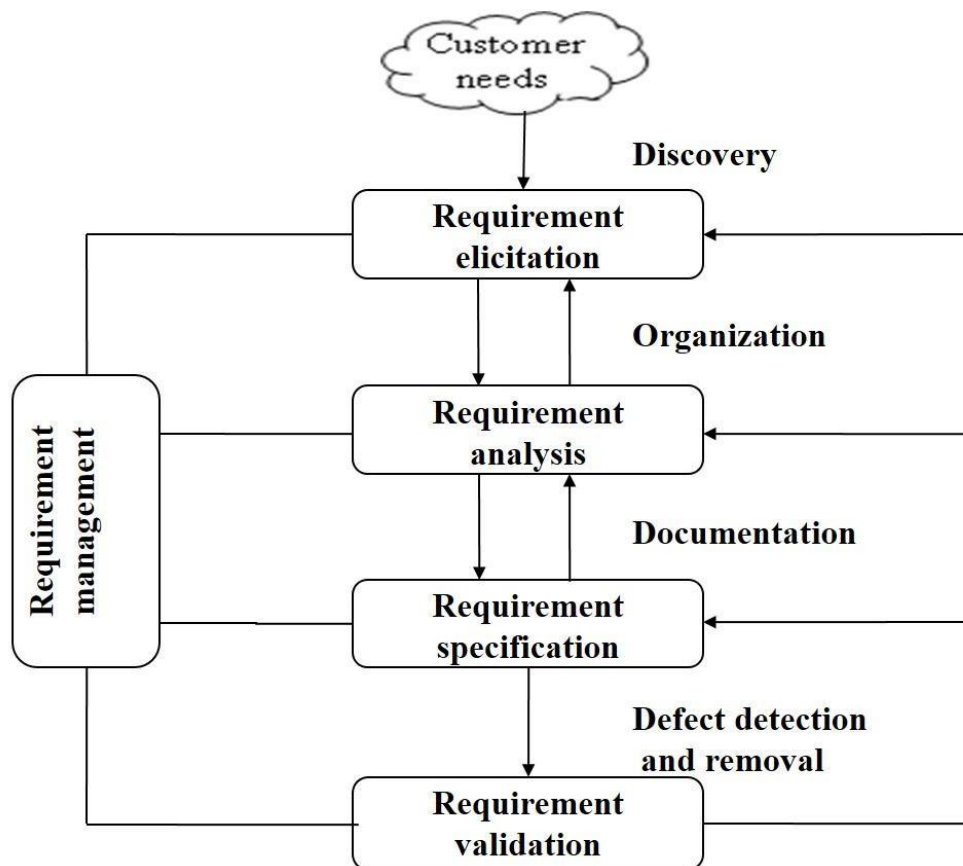 Customer
needs
Discovery
Requirement
elicitation
Organization
Requirement
analysis
Requirement
management
Documentation
Requirement
specification
Defect detection
and removal
Requirement
validation